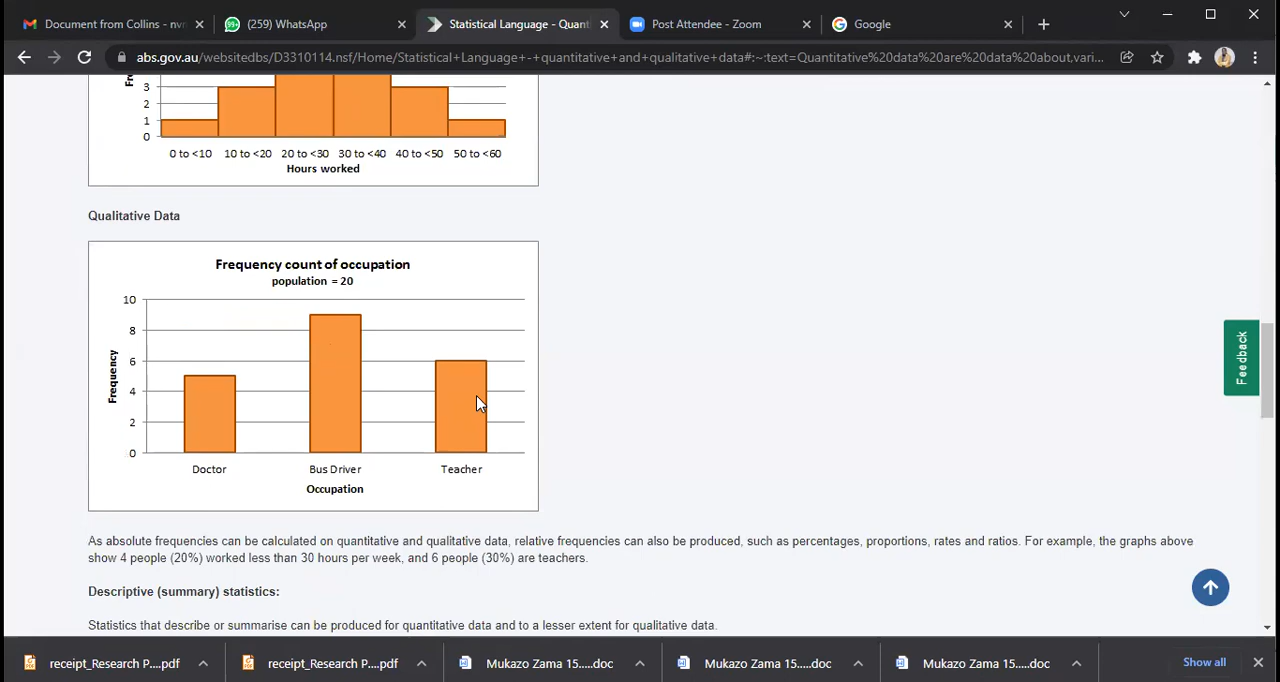 Document from Collins - nvn
(259) WhatsApp
Statistical Language - Quant
Post Attendee - Zoom
Google
abs.gov.au/websitedbs/D3310114.nsf/Home/Statistical+Language+-+quantitative+and+qualitative+data#:~:text=Quantitative%20data%20are%20data%20about,vari...
3
2
1
0
0 to <10 10 to <20 20 to <30 30 to <40 40 to <50 50 to <60
Hours worked
Qualitative Data
Frequency count of occupation
population = 20
10
8
6
4
2
0
Frequency
Doctor Bus Driver Teacher
Occupation
Feedback
As absolute frequencies can be calculated on quantitative and qualitative data, relative frequencies can also be produced, such as percentages, proportions, rates and ratios. For example, the graphs above
show 4 people (20%) worked less than 30 hours per week, and 6 people (30%) are teachers.
Descriptive (summary) statistics:
Statistics that describe or summarise can be produced for quantitative data and to a lesser extent for qualitative data.
receipt_Research P....pdf
receipt_Research P....pdf
Mukazo Zama 15.....doc
Mukazo Zama 15.....doc
Mukazo Zama 15.....doc
Show all